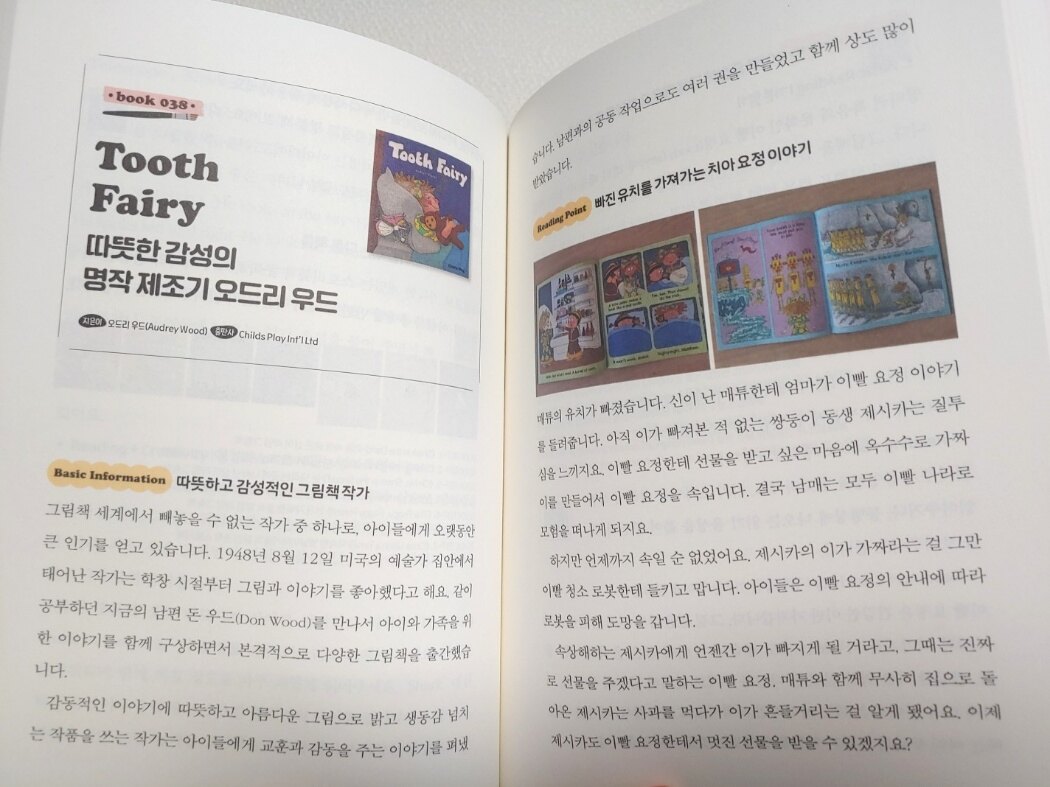 • book 038 •
Tooth
Fairy
따뜻한 감성의
명작 제조기 오드리 우드
지은이 오드리 우드(Audrey Wood) 출판사 Childs Play Int'l Ltd
Tooth Fairy
Basic Information 따뜻하고 감성적인 그림책 작가
그림책 세계에서 빼놓을 수 없는 작가 중 하나로, 아이들에게 오랫동안
큰 인기를 얻고 있습니다. 1948년 8월 12일 미국의 예술가 집안에서
태어난 작가는 학창 시절부터 그림과 이야기를 좋아했다고 해요. 같이
공부하던 지금의 남편 돈 우드(Don Wood)를 만나서 아이와 가족을 위
한 이야기를 함께 구상하면서 본격적으로 다양한 그림책을 출간했습
니다.
감동적인 이야기에 따뜻하고 아름다운 그림으로 밝고 생동감 넘치
는 작품을 쓰는 작가는 아이들에게 교훈과 감동을 주는 이야기를 펴냈
습니다. 남편과의 공동 작업으로도 여러 권을 만들었고 함께 상도 많이
받았습니다.
Reading Point 빠진 유치를 가져가는 치아 요정 이야기
매튜의 유치가 빠졌습니다. 신이 난 매튜한테 엄마가 이빨 요정 이야기
를 들려줍니다. 아직 이가 빠져본 적 없는 쌍둥이 동생 제시카는 질투
심을 느끼지요. 이빨 요정한테 선물을 받고 싶은 마음에 옥수수로 가짜
이를 만들어서 이빨 요정을 속입니다. 결국 남매는 모두 이빨 나라로
모험을 떠나게 되지요.
하지만 언제까지 속일 순 없었어요. 제시카의 이가 가짜라는 걸 그만
이빨 청소 로봇한테 들키고 맙니다. 아이들은 이빨 요정의 안내에 따라
로봇을 피해 도망을 갑니다.
속상해하는 제시카에게 언젠간 이가 빠지게 될 거라고, 그때는 진짜
로 선물을 주겠다고 말하는 이빨 요정. 매튜와 함께 무사히 집으로 돌
아온 제시카는 사과를 먹다가 이가 흔들거리는 걸 알게 됐어요. 이제
제시카도 이빨 요정한테서 멋진 선물을 받을 수 있겠지요?